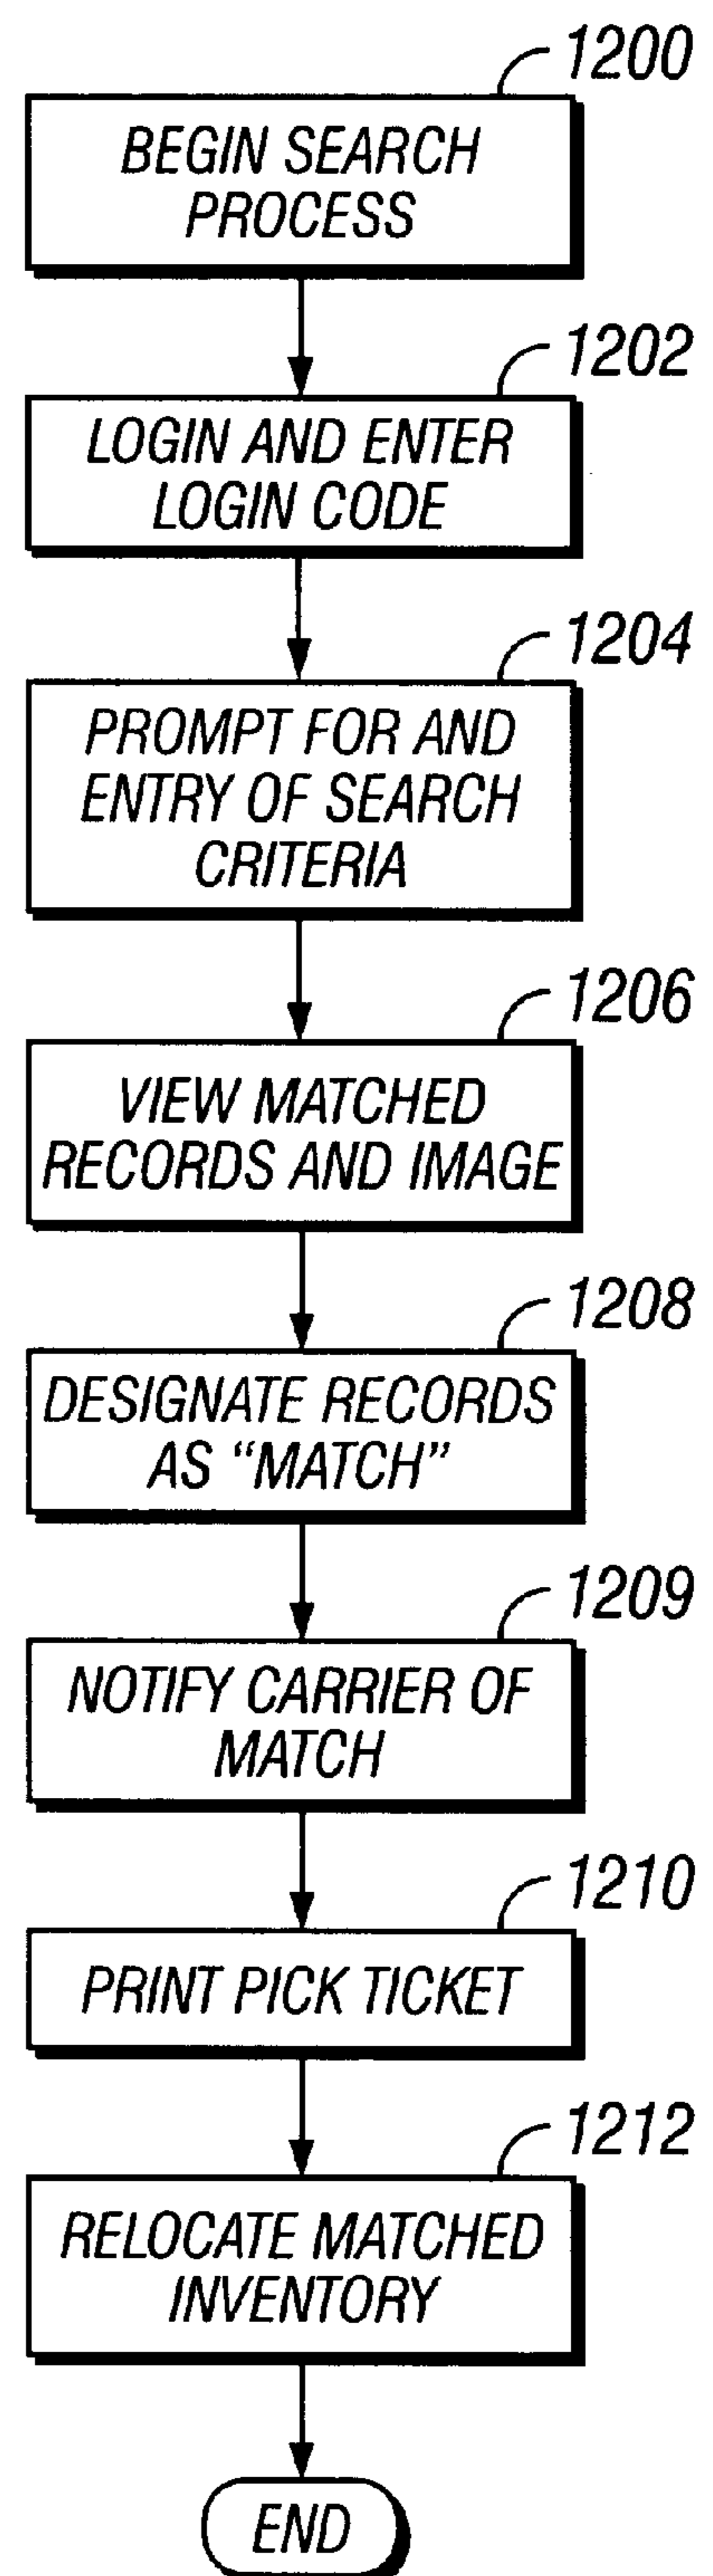 1200
BEGIN SEARCH
PROCESS
1202
LOGIN AND ENTER
LOGIN CODE
1204
PROMPT FOR AND
ENTRY OF SEARCH
CRITERIA
1206
VIEW MATCHED
RECORDS AND IMAGE
1208
DESIGNATE RECORDS
AS “MATCH”
1209
NOTIFY CARRIER OF
MATCH
1210
PRINT PICK TICKET
1212
RELOCATE MATCHED
INVENTORY
END